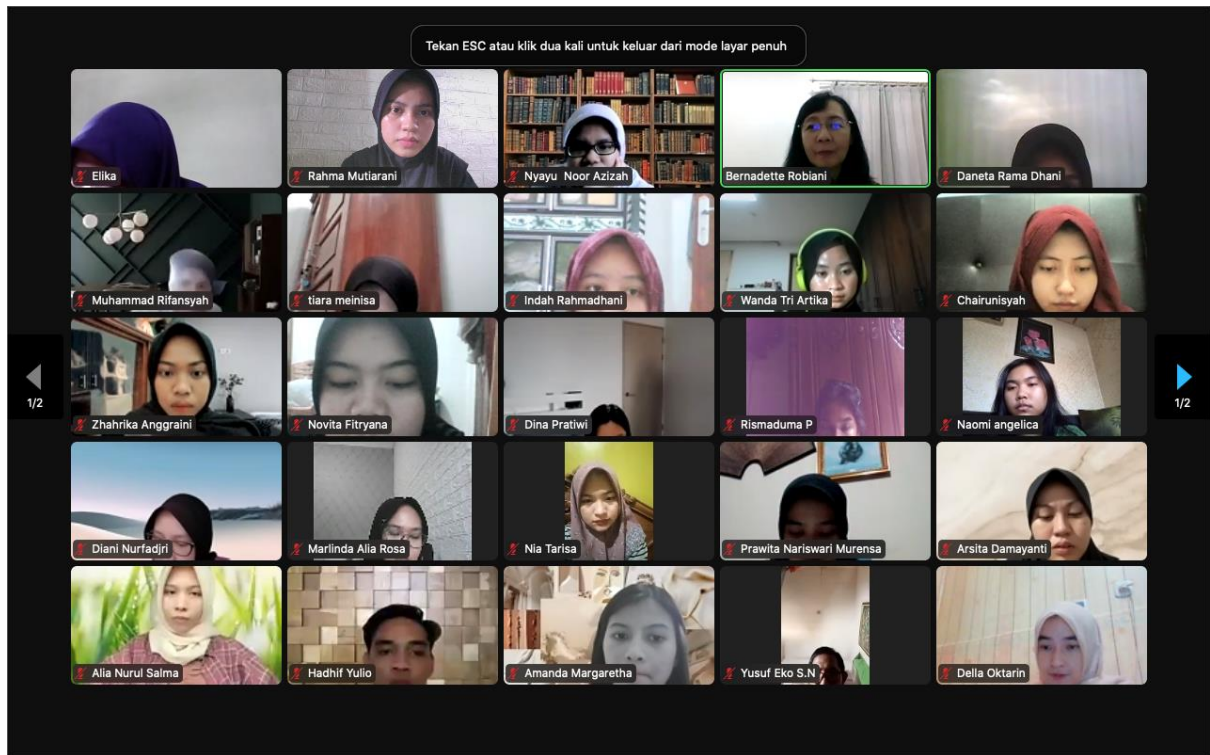 Tekan ESC atau klik dua kali untuk keluar dari mode layar penuh
Elika
Rahma Mutiarani
Nyayu Noor Azizah
Bernadette Robiani
Daneta Rama Dhani
Muhammad Rifansyah
tiara meinisa
Indah Rahmadhani
Wanda Tri Artika
Chairunisyah
1/2
1/2
Zhahrika Anggraini
Novita Fitryana
Dina Pratiwi
Rismaduma P
Naomi angelica
Diani Nurfadjri
Marlinda Alia Rosa
Nia Tarisa
Prawita Nariswari Murensa
Arsita Damayanti
Alia Nurul Salma
Hadhif Yulio
Amanda Margaretha
Yusuf Eko S.N
Della Oktarin